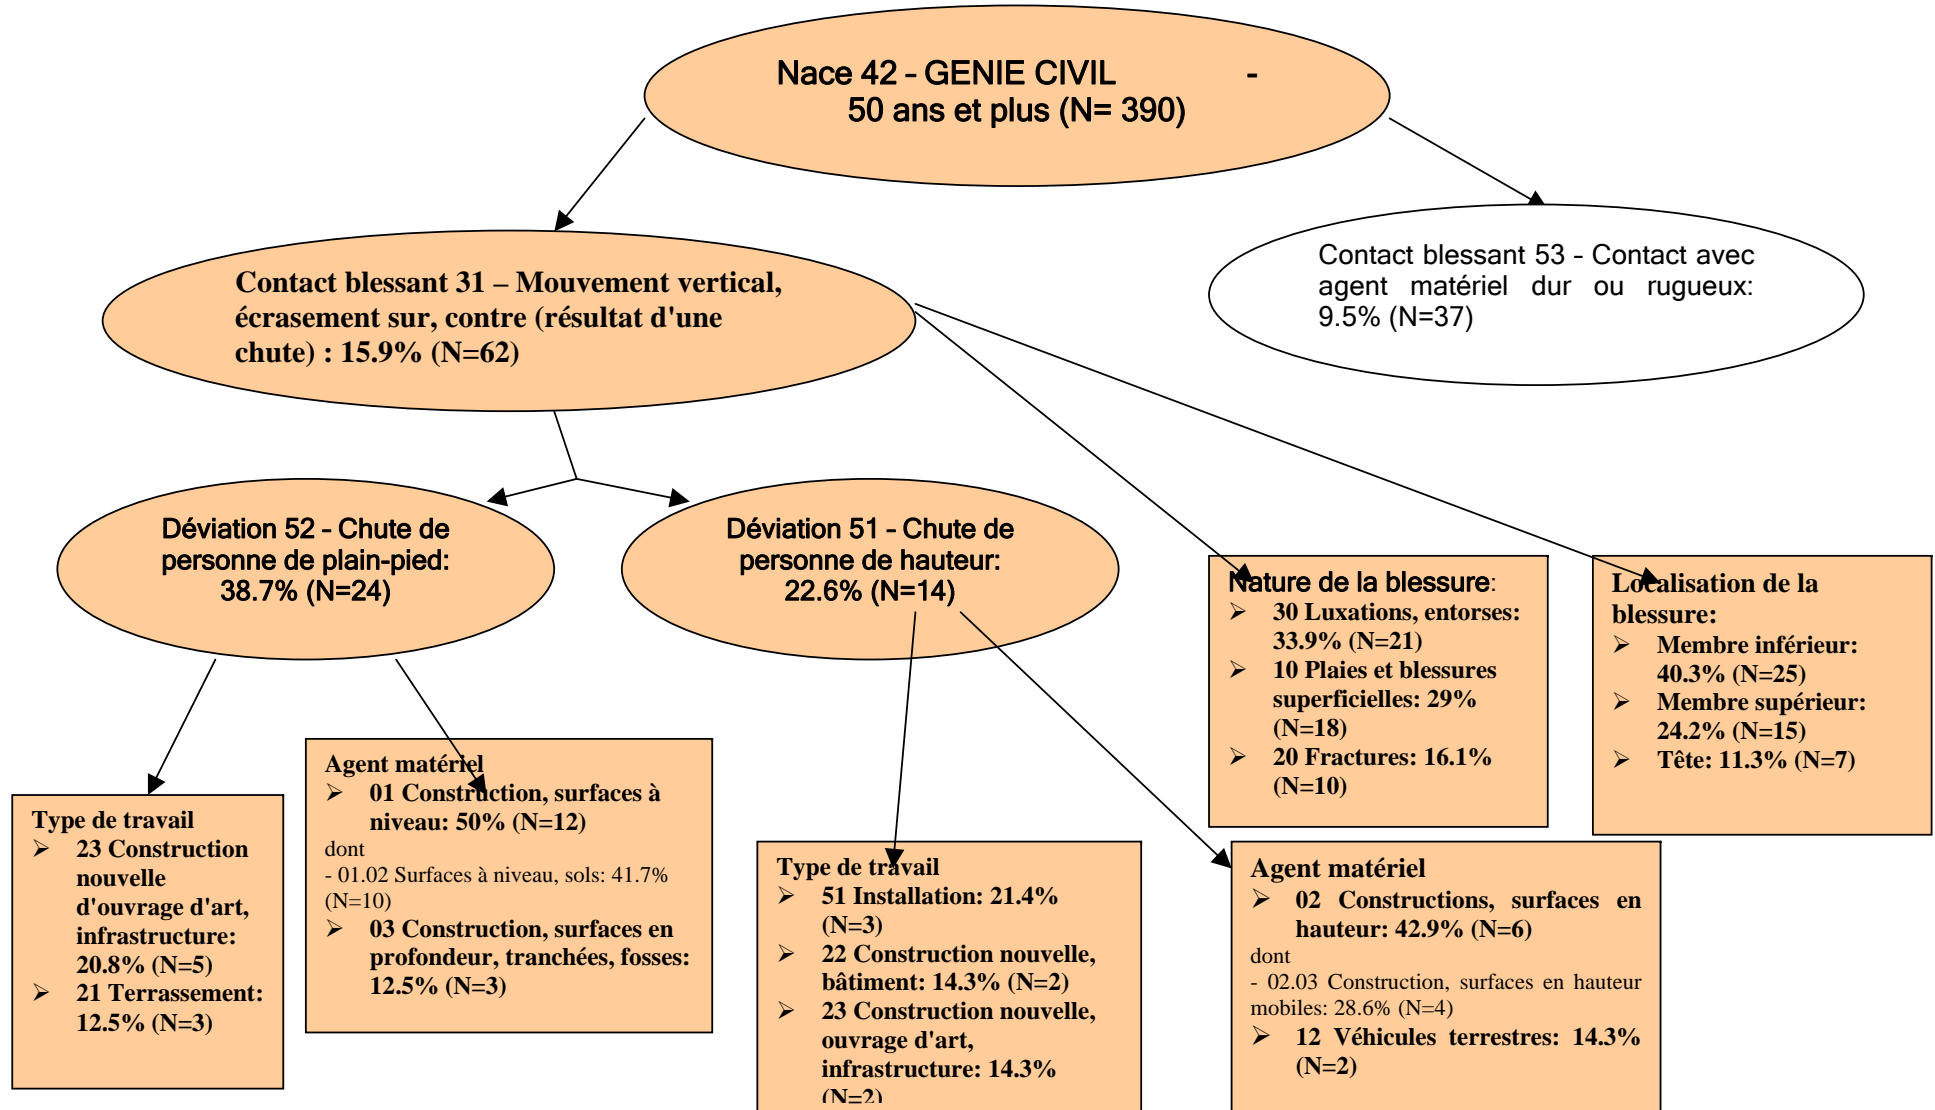 Nace 42 - GENIE CIVIL -
50 ans et plus (N= 390)
Contact blessant 31 – Mouvement vertical,
écrasement sur, contre (résultat d'une
chute) : 15.9% (N=62)
Contact blessant 53 - Contact avec
agent matériel dur ou rugueux:
9.5% (N=37)
Déviation 52 - Chute de
personne de plain-pied:
38.7% (N=24)
Déviation 51 - Chute de
personne de hauteur:
22.6% (N=14)
Nature de la blessure:
➢ 30 Luxations, entorses:
33.9% (N=21)
➢ 10 Plaies et blessures
superficielles: 29%
(N=18)
➢ 20 Fractures: 16.1%
(N=10)
Localisation de la
blessure:
➢ Membre inférieur:
40.3% (N=25)
➢ Membre supérieur:
24.2% (N=15)
➢ Tête: 11.3% (N=7)
Type de travail
➢ 23 Construction
nouvelle
d'ouvrage d'art,
infrastructure:
20.8% (N=5)
➢ 21 Terrassement:
12.5% (N=3)
Agent matériel
➢ 01 Construction, surfaces à
niveau: 50% (N=12)
dont
- 01.02 Surfaces à niveau, sols: 41.7%
(N=10)
➢ 03 Construction, surfaces en
profondeur, tranchées, fosses:
12.5% (N=3)
Type de travail
➢ 51 Installation: 21.4%
(N=3)
➢ 22 Construction nouvelle,
bâtiment: 14.3% (N=2)
➢ 23 Construction nouvelle,
ouvrage d'art,
infrastructure: 14.3%
(N=2)
Agent matériel
➢ 02 Constructions, surfaces en
hauteur: 42.9% (N=6)
dont
- 02.03 Construction, surfaces en hauteur
mobiles: 28.6% (N=4)
➢ 12 Véhicules terrestres: 14.3%
(N=2)